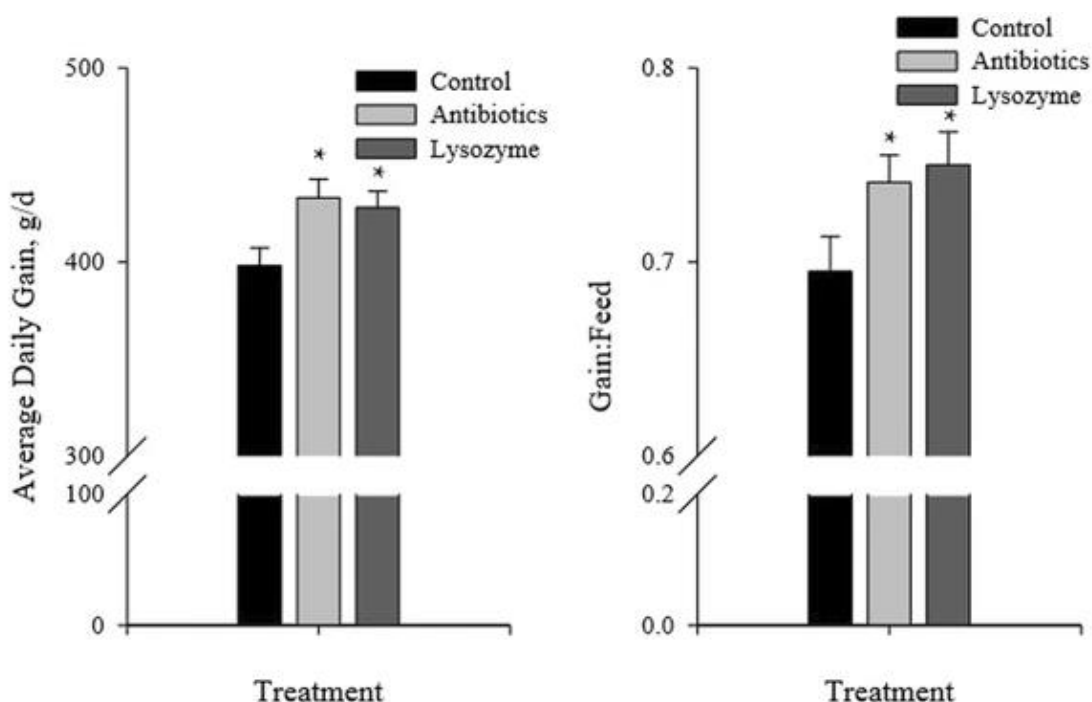 Average Daily Gain, g/d
500
400
300
100
0
Control
Antibiotics
*
Lysozyme
*
Treatment
Gain:Feed
0.8
0.7
0.6
0.2
0.0
Control
Antibiotics
Lysozyme
*
*
Treatment